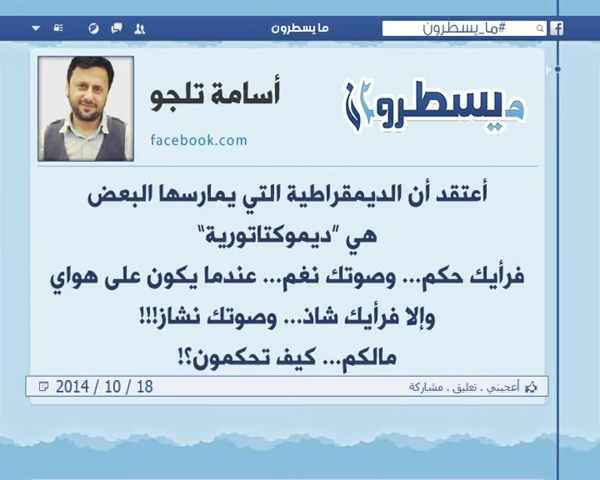 ما يسطرون
#ما_يسطرون
أسامة تلجو
ما يسطرون
facebook.com
أعتقد أن الديمقراطية التي يمارسها البعض
هي "ديموكتاتورية"
فرأيك حكم... وصوتك نغم... عندما يكون على هواي
وإلا فرأيك شاذ... وصوتك نشاز!!!
مالكم... كيف تحكمون؟!
أعجبني . تعليق . مشاركة
2014 / 10 / 18